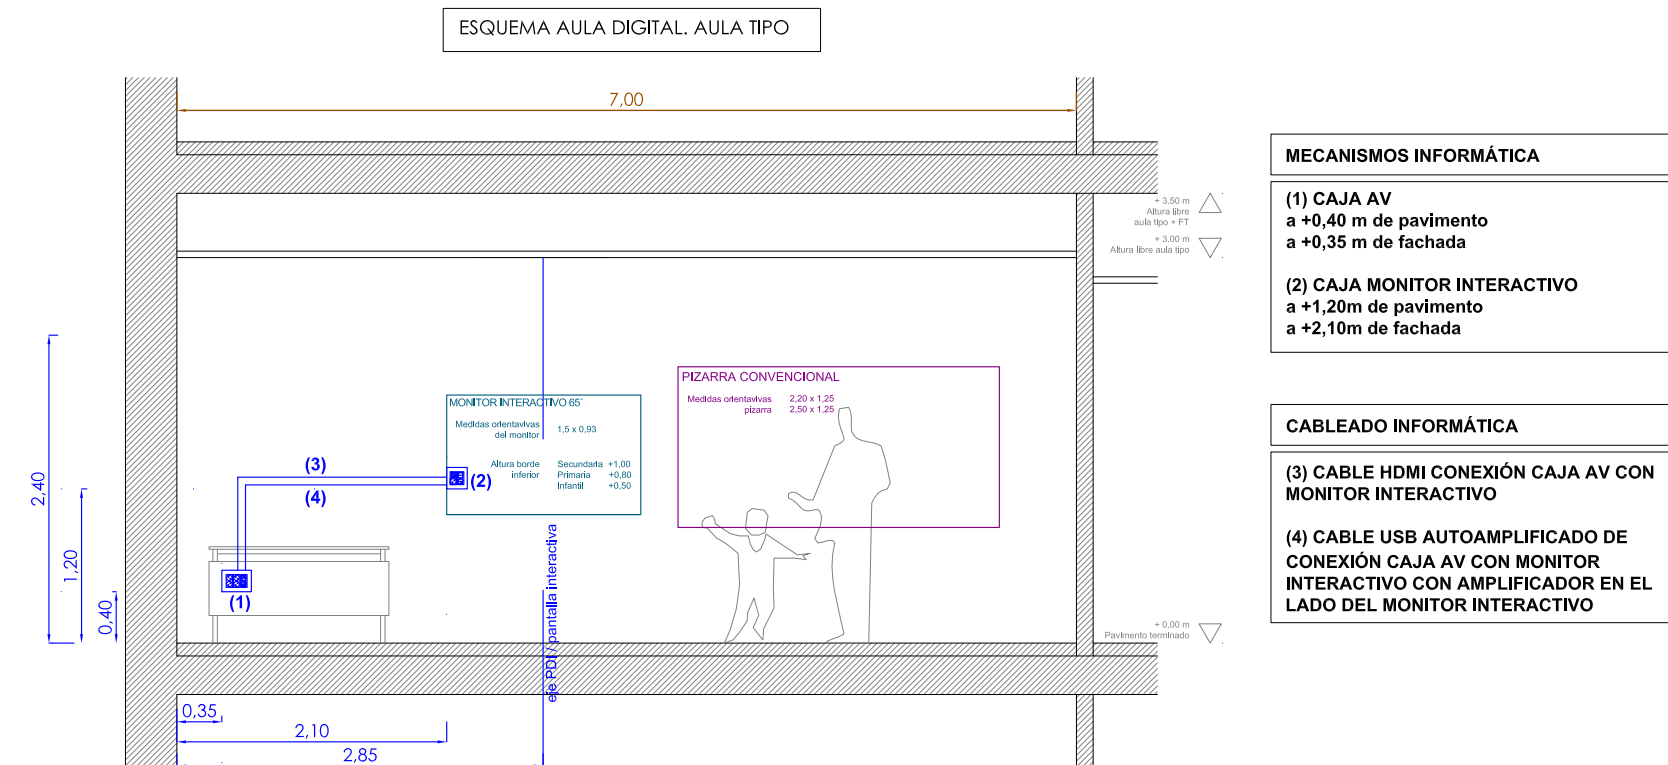 ESQUEMA AULA DIGITAL. AULA TIPO
7,00
+ 3.50 m
Altura libre
aula tipo + FT
+ 3.00 m
Altura libre aula tipo
MECANISMOS INFORMÁTICA
(1) CAJA AV
a +0,40 m de pavimento
a +0,35 m de fachada
(2) CAJA MONITOR INTERACTIVO
a +1,20m de pavimento
a +2,10m de fachada
CABLEADO INFORMÁTICA
(3) CABLE HDMI CONEXIÓN CAJA AV CON
MONITOR INTERACTIVO
(4) CABLE USB AUTOAMPLIFICADO DE
CONEXIÓN CAJA AV CON MONITOR
INTERACTIVO CON AMPLIFICADOR EN EL
LADO DEL MONITOR INTERACTIVO
PIZARRA CONVENCIONAL
Medidas orientavivas 2,20 x 1,25
pizarra 2,50 x 1,25
MONITOR INTERACTIVO 65'
Medidas orientavivas
del monitor 1,5 x 0,93
Altura borde
inferior
Secundaria +1,00
Primaria +0,80
Infantil +0,50
(3)
(4)
(2)
(1)
2,40
1,20
0,40
eje PDI / pantalla interactiva
+ 0,00 m
Pavimento terminado
0,35
2,10
2,85